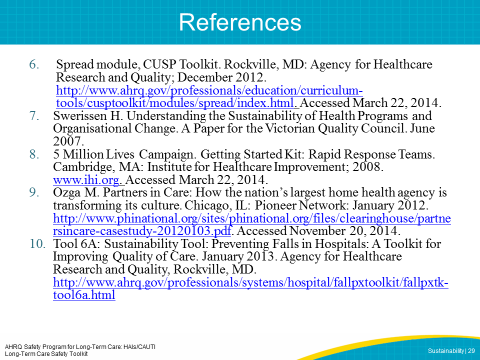 References
6. Spread module, CUSP Toolkit. Rockville, MD: Agency for Healthcare
Research and Quality; December 2012.
http://www.ahrq.gov/professionals/education/curriculum-
tools/cusptoolkit/modules/spread/index.html. Accessed March 22, 2014.
7. Swerissen H. Understanding the Sustainability of Health Programs and
Organisational Change. A Paper for the Victorian Quality Council. June
2007.
8. 5 Million Lives Campaign. Getting Started Kit: Rapid Response Teams.
Cambridge, MA: Institute for Healthcare Improvement; 2008.
www.ihi.org. Accessed March 22, 2014.
9. Ozga M. Partners in Care: How the nation's largest home health agency is
transforming its culture. Chicago, IL: Pioneer Network: January 2012.
http://www.phinational.org/sites/phinational.org/files/clearinghouse/partne
rsincare-casestudy-20120103.pdf. Accessed November 20, 2014.
10. Tool 6A: Sustainability Tool: Preventing Falls in Hospitals: A Toolkit for
Improving Quality of Care. January 2013. Agency for Healthcare
Research and Quality, Rockville, MD.
http://www.ahrq.gov/professionals/systems/hospital/fallpxtoolkit/fallpxtk-
tool6a.html
AHRQ Safety Program for Long-Term Care: HAIs/CAUTI
Long-Term Care Safety Toolkit
Sustainability | 29